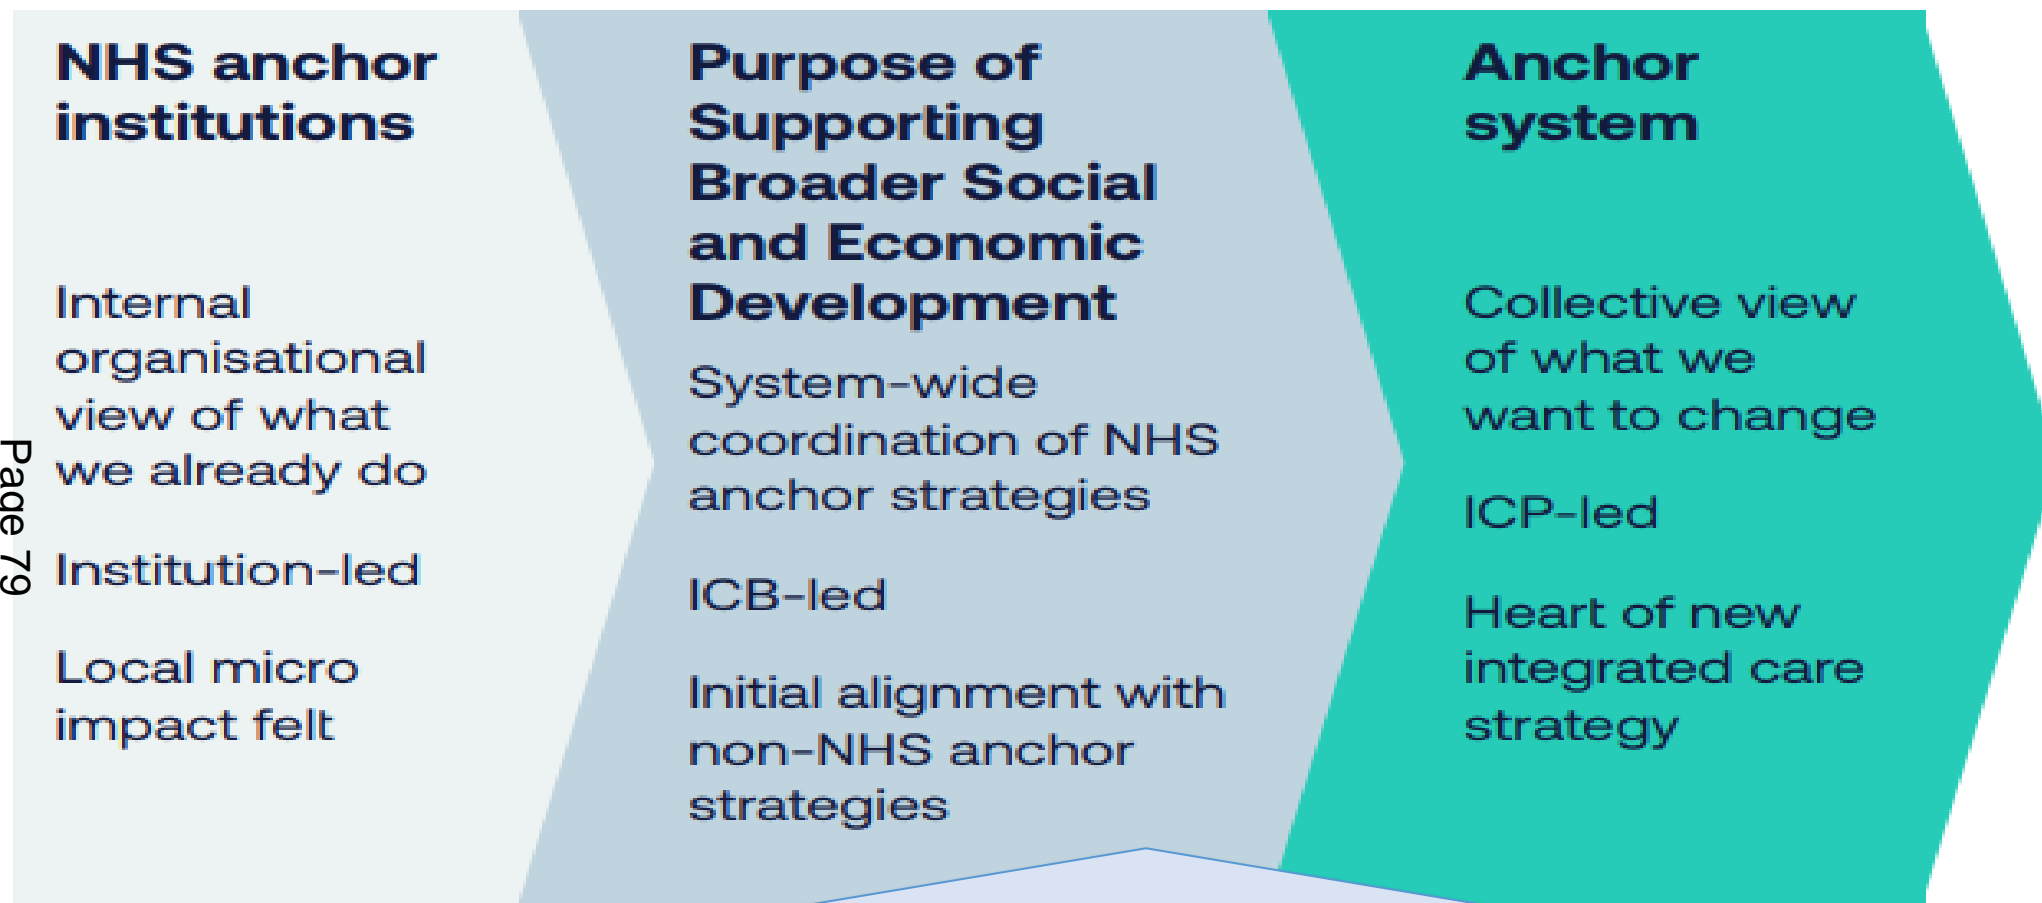 NHS anchor
institutions
Internal
organisational
view of what
we already do
Institution-led
Local micro
impact felt
Purpose of
Supporting
Broader Social
and Economic
Development
System-wide
coordination of NHS
anchor strategies
ICB-led
Initial alignment with
non-NHS anchor
strategies
Anchor
system
Collective view
of what we
want to change
ICP-led
Heart of new
integrated care
strategy
Page 79